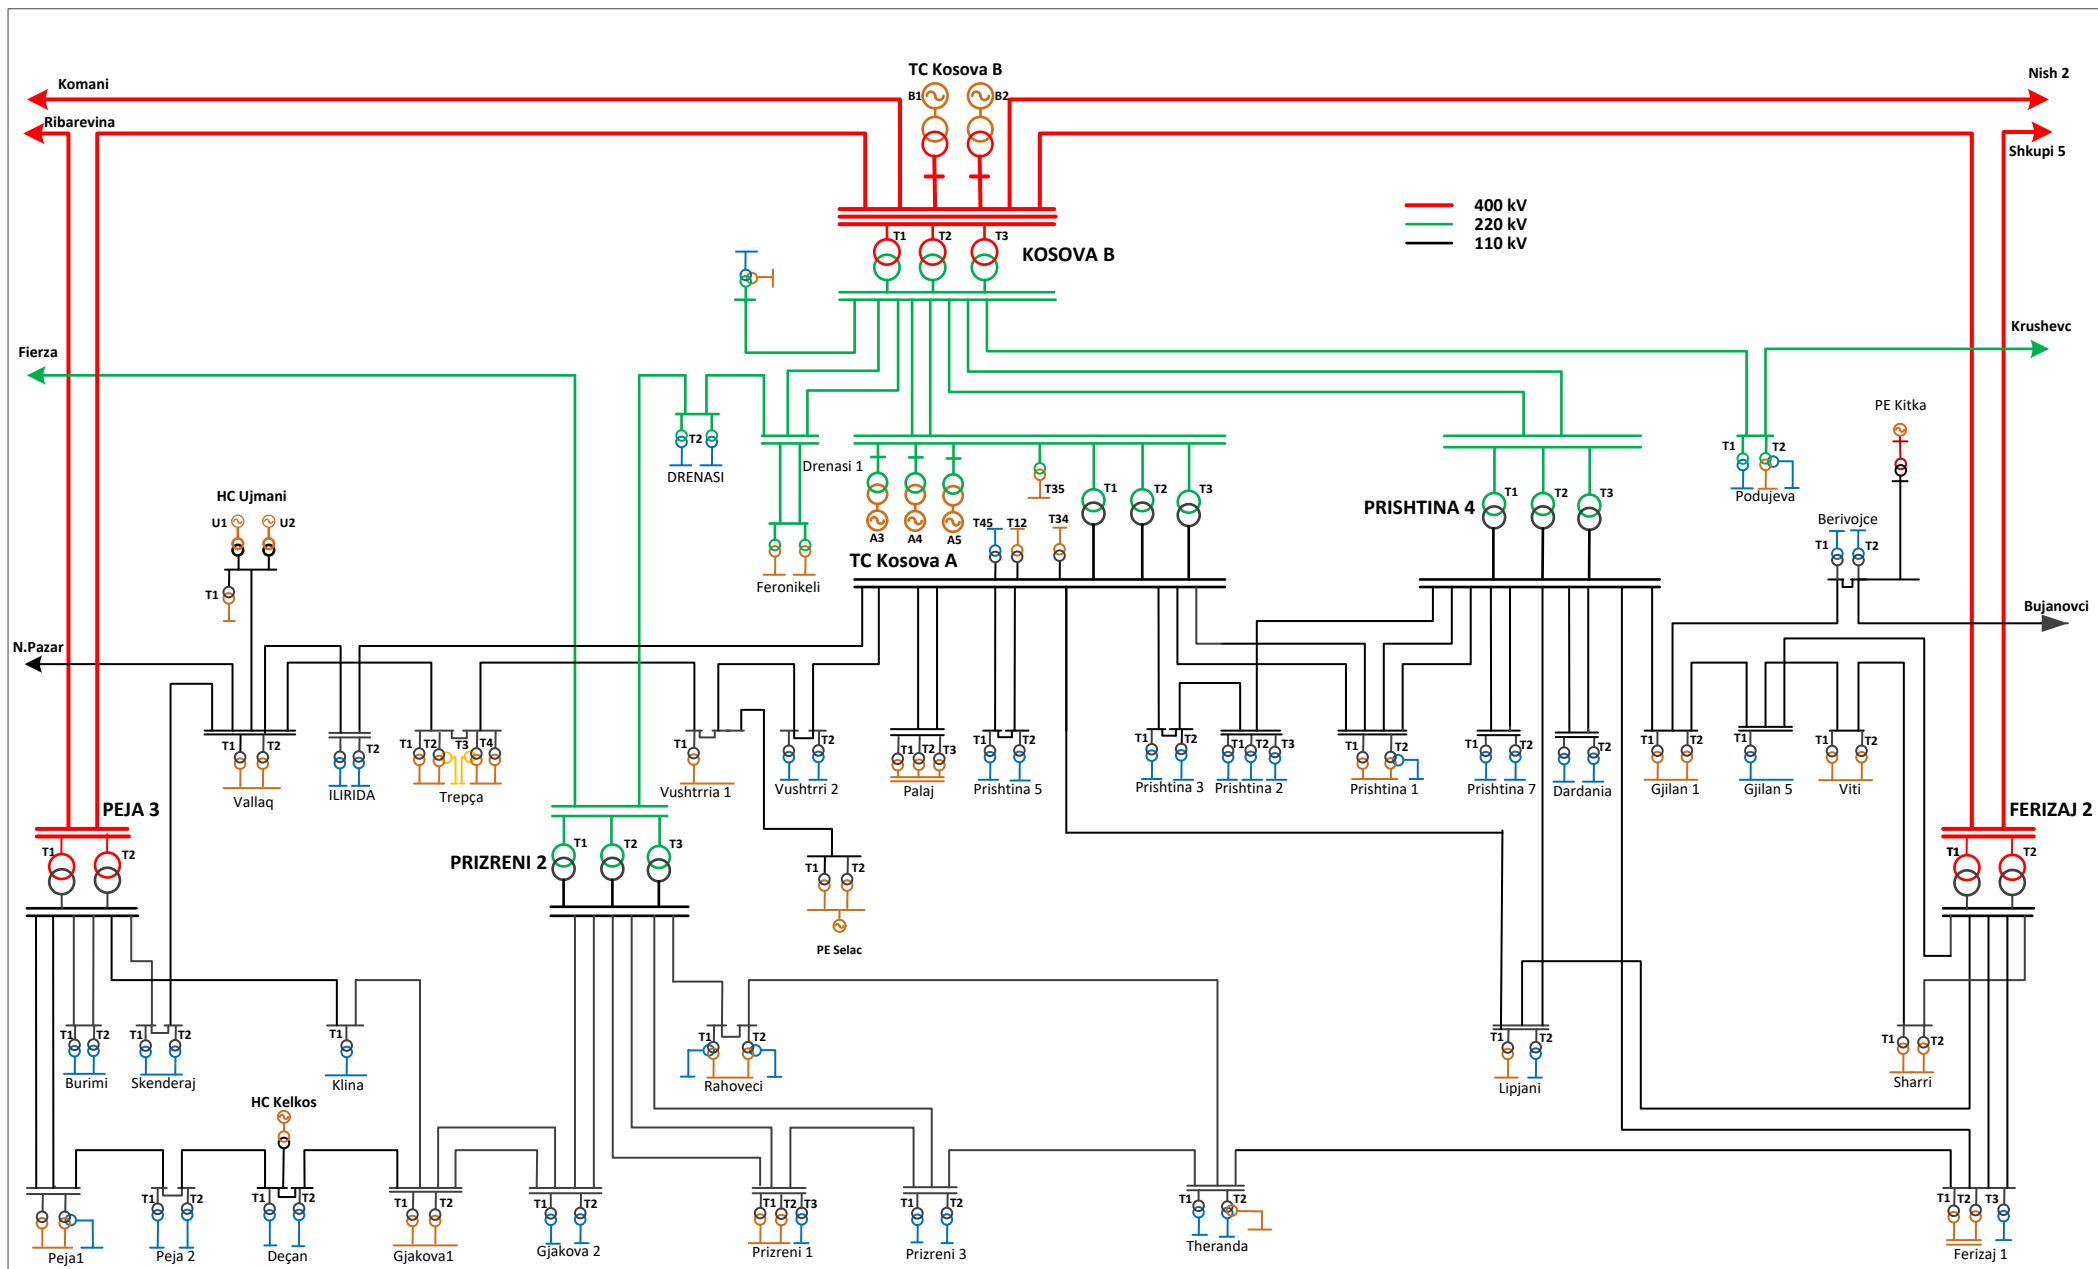 TC Kosova B
Komani
Nish 2
B1
B2
Ribarevina
Shkupi 5
400 kV
220 kV
110 kV
T1
T2
T3
KOSOVA B
Fierza
Krushevc
PE Kitka
T2
DRENASI
Drenasi 1
T35
T1
T2
T3
T1
T2
T3
T1
T2
Podujeva
PRISHTINA 4
HC Ujmani
U1
U2
T45
T12
T34
A3
A4
A5
TC Kosova A
Feronikeli
Berivojce
T1
T2
T1
Bujanovci
N.Pazar
T1
T2
Vallaq
T2
ILIRIDA
T1
T2
T3
T4
Trepça
T1
Vushtrria 1
T2
Vushtrri 2
T1
T2
T3
Palaj
T1
T2
Prishtina 5
T1
T2
Prishtina 3
T1
T2
T3
Prishtina 2
T1
T2
Prishtina 1
T1
T2
Prishtina 7
T2
Dardania
T1
T2
Gjilan 1
T1
Gjilan 5
T1
T2
Viti
PEJA 3
T1
T2
PRIZRENI 2
T1
T2
T3
T1
T2
PE Selac
FERIZAJ 2
T1
T2
T1
T2
Burimi
T1
T2
Skenderaj
T1
Klina
T1
T2
Rahoveci
T1
T2
Lipjani
T1
T2
Sharri
HC Kelkos
Peja1
T1
T2
Peja 2
T1
T2
Deçan
T1
T2
Gjakova1
T1
T2
Gjakova 2
T1
T2
T3
Prizreni 1
T1
T2
Prizreni 3
T1
T2
Theranda
T1
T2
T3
Ferizaj 1